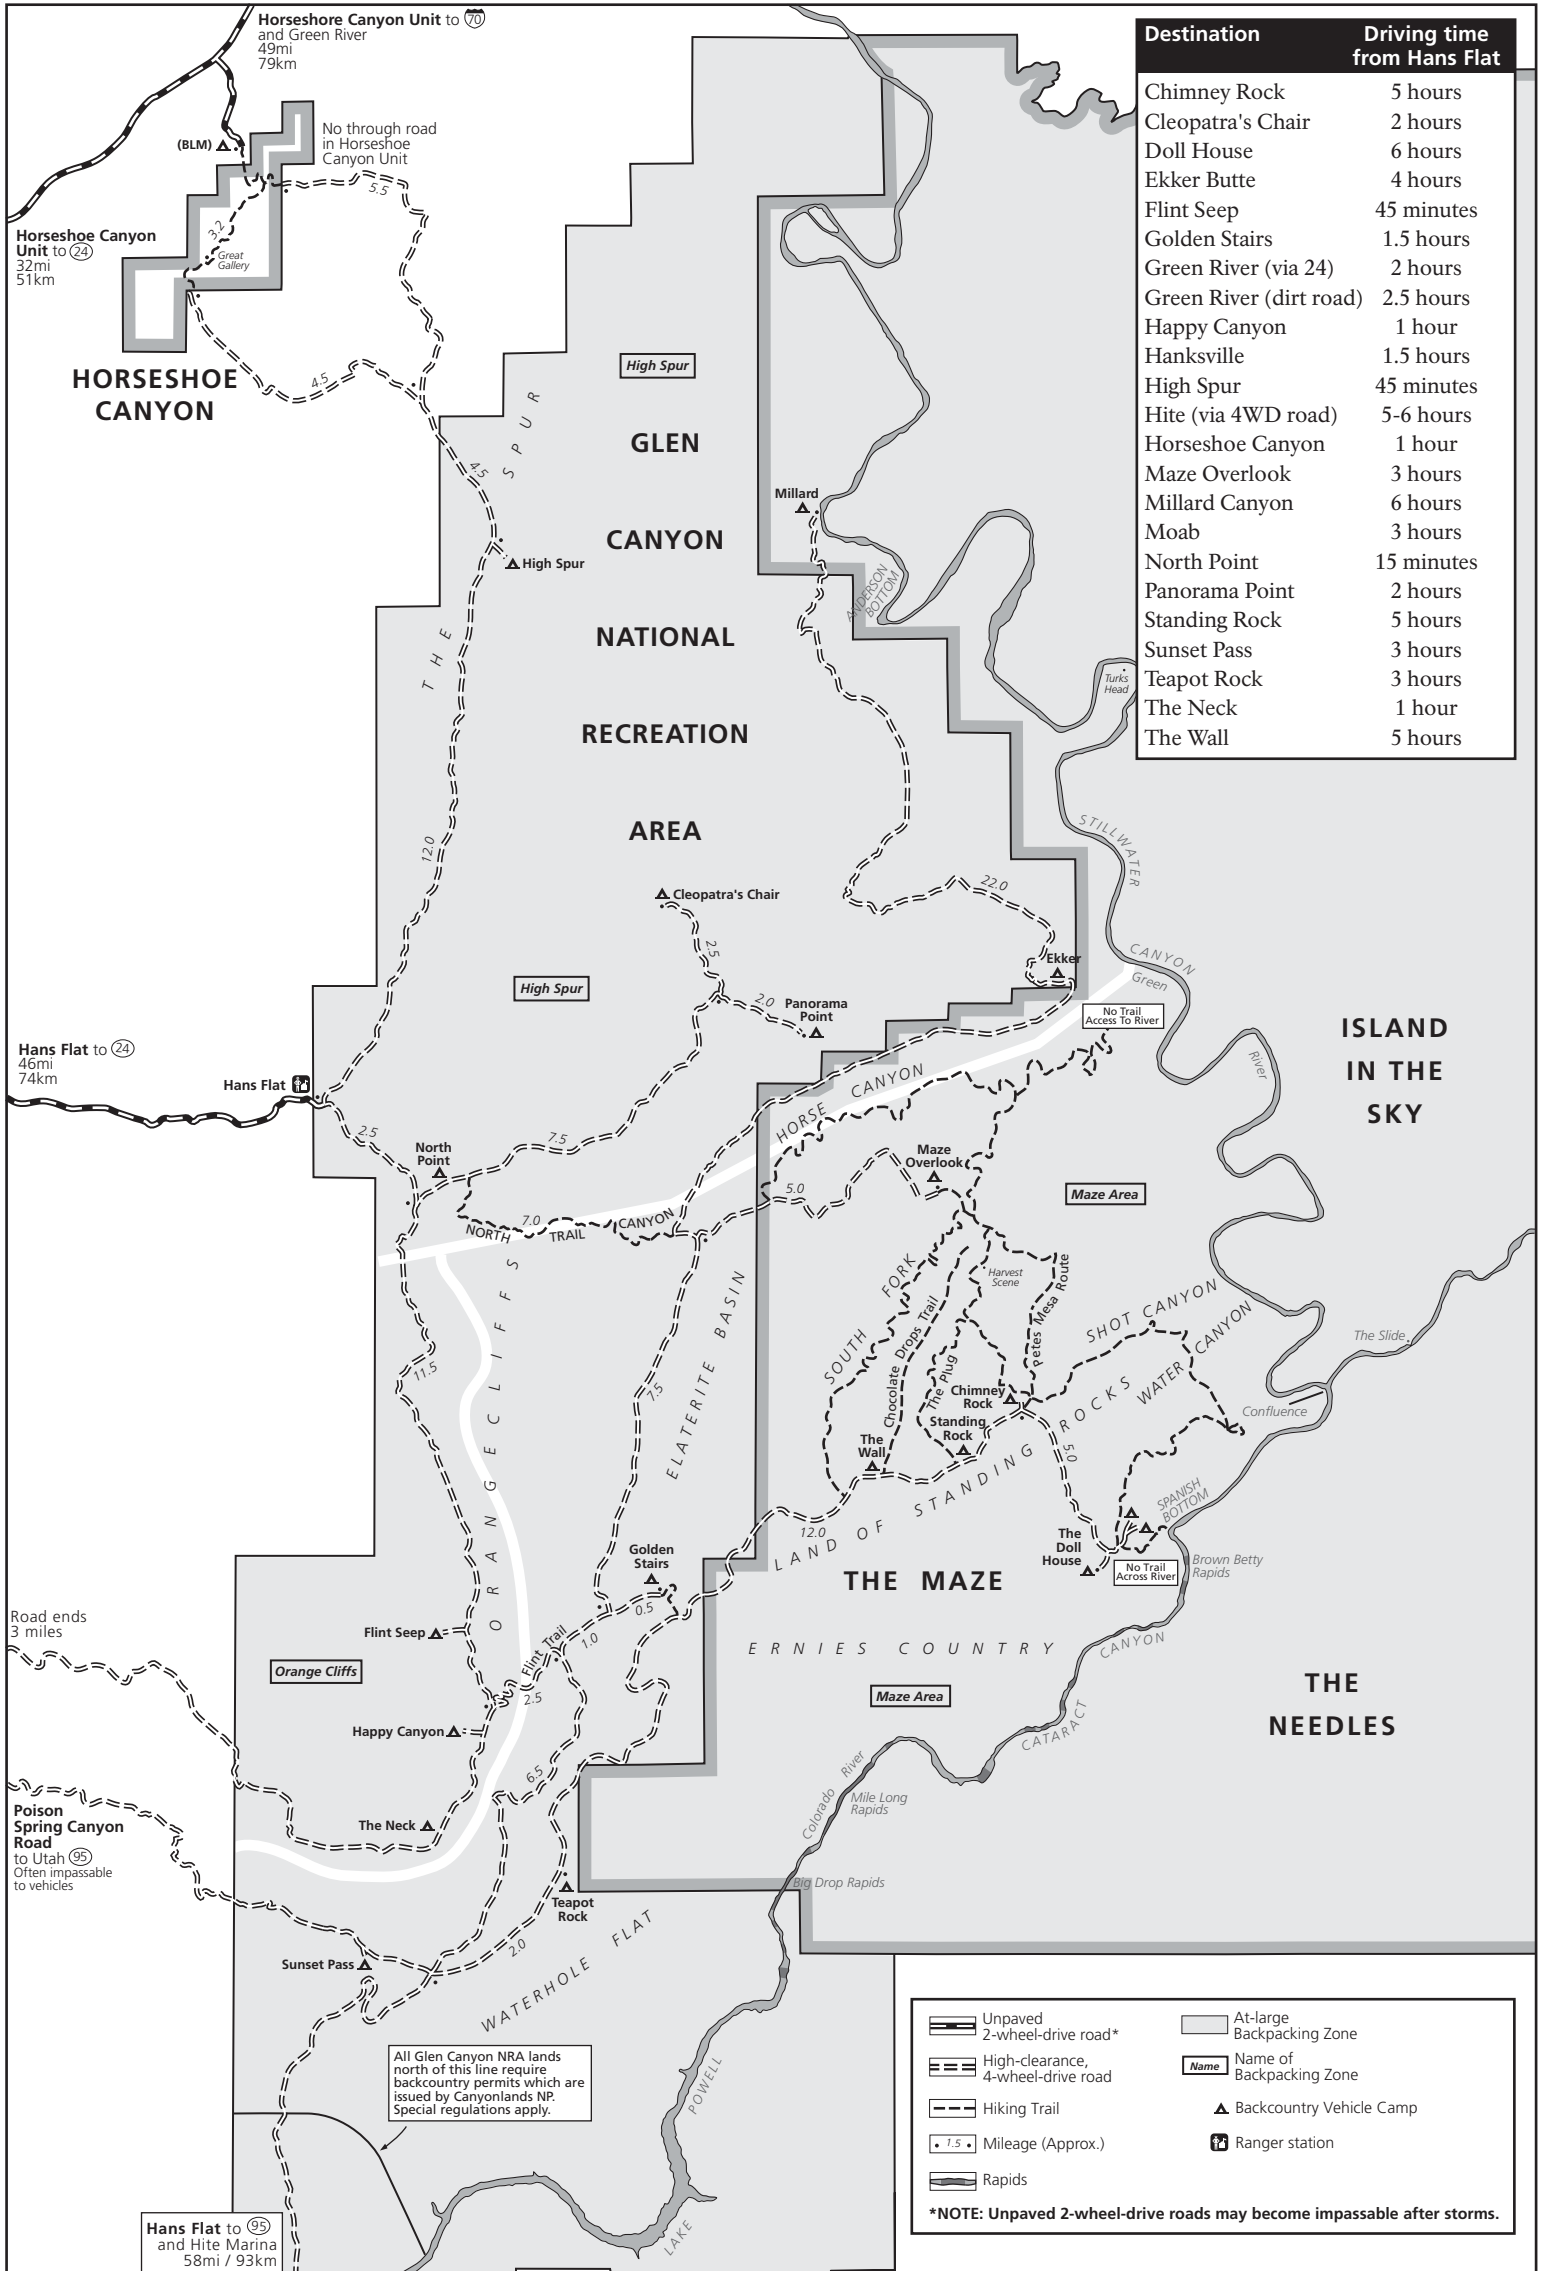 Horseshore Canyon Unit to 70
and Green River
49mi
79km
No through road
in Horseshoe
Canyon Unit
(BLM)
5.5
3.2
Great
Gallery
Horseshoe Canyon
Unit to 24
32mi
51km
HORSESHOE
CANYON
4.5
4.5
THE SPUR
High Spur
High Spur
GLEN
CANYON
NATIONAL
RECREATION
AREA
Millard
ANDERSON
BOTTOM
Turks
Head
Destination Driving time
from Hans Flat
Chimney Rock 5 hours
Cleopatra's Chair 2 hours
Doll House 6 hours
Ekker Butte 4 hours
Flint Seep 45 minutes
Golden Stairs 1.5 hours
Green River (via 24) 2 hours
Green River (dirt road) 2.5 hours
Happy Canyon 1 hour
Hanksville 1.5 hours
High Spur 45 minutes
Hite (via 4WD road) 5-6 hours
Horseshoe Canyon 1 hour
Maze Overlook 3 hours
Millard Canyon 6 hours
Moab 3 hours
North Point 15 minutes
Panorama Point 2 hours
Standing Rock 5 hours
Sunset Pass 3 hours
Teapot Rock 3 hours
The Neck 1 hour
The Wall 5 hours
12.0
STILLWATER
CANYON
22.0
Cleopatra's Chair
2.5
High Spur
2.0
Panorama
Point
Ekker
Green
River
No Trail
Access To River
ISLAND
IN THE
SKY
Hans Flat to 24
46mi
74km
Hans Flat
2.5
North
Point
7.5
HORSE CANYON
Maze
Overlook
5.0
Maze Area
7.0
NORTH TRAIL CANYON
11.5
ORANGE CLIFFS
7.5
ELATERITE BASIN
SOUTH FORK
Chocolate Drops Trail
The Plug
Harvest
Scene
Petes Mesa Route
SHOT CANYON
WATER CANYON
The Slide
Confluence
Chimney
Rock
Standing
Rock
The
Wall
5.0
LAND OF STANDING ROCKS
12.0
SPANISH
BOTTOM
The
Doll
House
No Trail
Across River
Brown Betty
Rapids
Golden
Stairs
0.5
1.0
Flint Trail
2.5
THE MAZE
ERNIES COUNTRY
Maze Area
CATARACT CANYON
THE
NEEDLES
Road ends
3 miles
Flint Seep
Orange Cliffs
Happy Canyon
6.5
The Neck
Poison
Spring Canyon
Road
to Utah 95
Often impassable
to vehicles
Colorado River
Mile Long
Rapids
Big Drop Rapids
Teapot
Rock
2.0
Sunset Pass
WATERHOLE FLAT
All Glen Canyon NRA lands
north of this line require
backcountry permits which are
issued by Canyonlands NP.
Special regulations apply.
LAKE POWELL
Hans Flat to 95
and Hite Marina
58mi / 93km
Unpaved
2-wheel-drive road*
High-clearance,
4-wheel-drive road
Hiking Trail
1.5 Mileage (Approx.)
Rapids
At-large
Backpacking Zone
Name Name of
Backpacking Zone
Backcountry Vehicle Camp
Ranger station
*NOTE: Unpaved 2-wheel-drive roads may become impassable after storms.